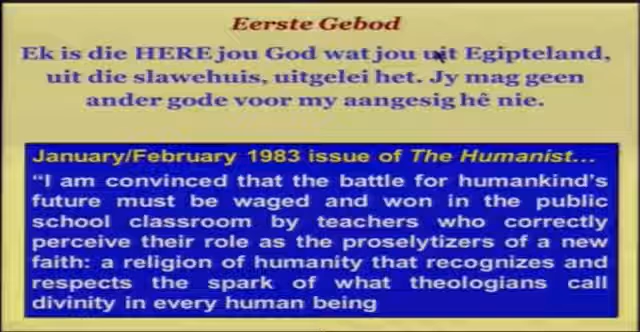 Eerste Gebod
Ek is die HERE jou God wat jou uit Egipteland,
uit die slawehuis, uitgelei het. Jy mag geen
ander gode voor my aangesig hê nie.
January/February 1983 issue of The Humanist...
“I am convinced that the battle for humankind’s
future must be waged and won in the public
school classroom by teachers who correctly
perceive their role as the proselytizers of a new
faith: a religion of humanity that recognizes and
respects the spark of what theologians call
divinity in every human being